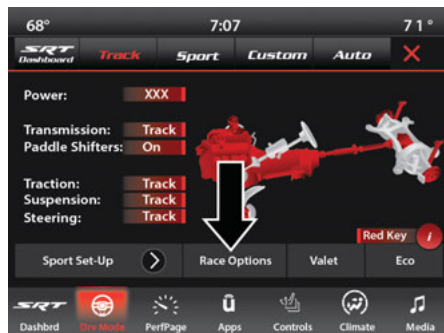 68° 7:07 71°
SRT Dashboard Track Sport Custom Auto X
Power: XXX
Transmission: Track
Paddle Shifters: On
Traction: Track
Suspension: Track
Steering: Track
Red Key i
Sport Set-Up > Race Options Valet Eco
SRT
Dashbrd Drv Mode PerfPage Apps Controls Climate Media